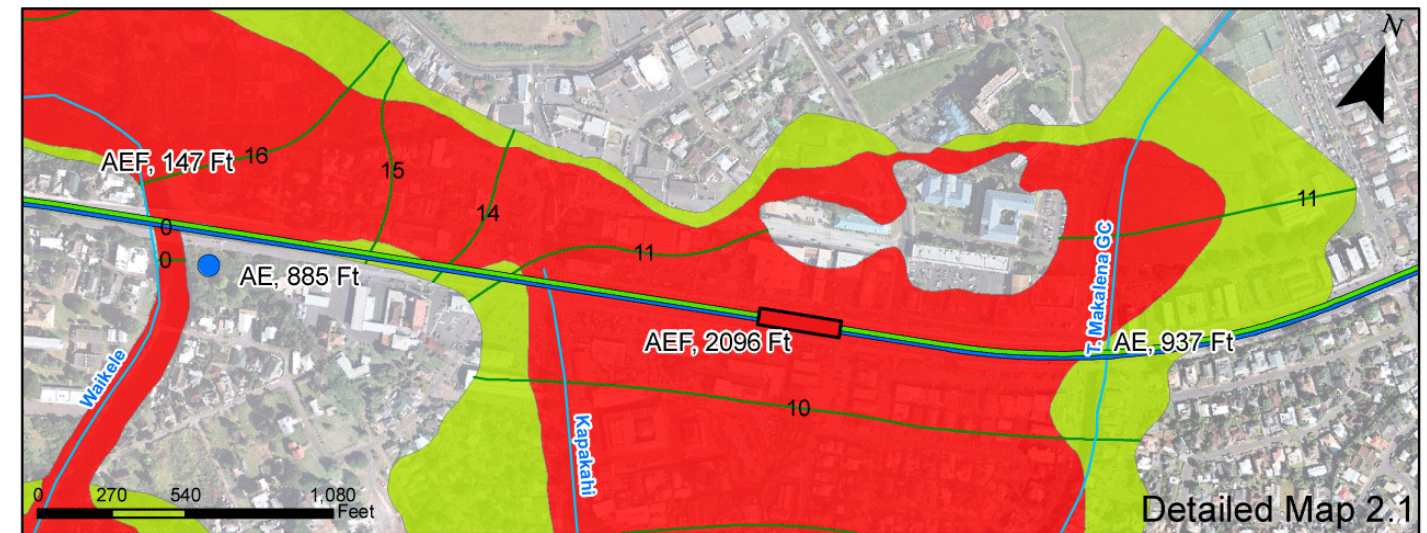 N
AEF, 147 Ft
16
15
14
11
11
0
0
AE, 885 Ft
T. Makalena GC
AEF, 2096 Ft
AE, 937 Ft
Waikele
10
Kapakahi
0 270 540 1,080
Feet
Detailed Map 2.1